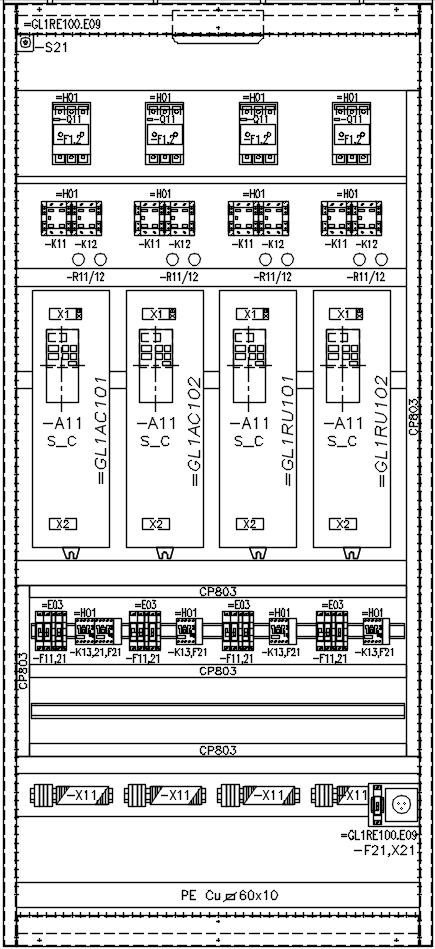 =GL1RE100.E09
-S21
=H01 =H01 =H01 =H01
-Q11 -Q11 -Q11 -Q11
F1.2 F1.2 F1.2 F1.2
=H01 =H01 =H01 =H01
-K11 -K12 -K11 -K12 -K11 -K12 -K11 -K12
-R11/12 -R11/12 -R11/12 -R11/12
X1 X1 X1 X1
-A11 -A11 -A11 -A11
S_C S_C S_C S_C
=GL1AC101 =GL1AC102 =GL1RU101 =GL1RU102
CP803
X2 X2 X2 X2
CP803
=E03 =H01 =E03 =H01 =E03 =H01 =E03 =H01
-F11,21 -K13,21,F21 -F11,21 -K13,F21 -F11,21 -K13,F21 -F11,21 -K13,F21
CP803
CP803
CP803
-X11 -X11 -X11 X11
=GL1RE100.E09
-F21,X21
PE Cu 60x10